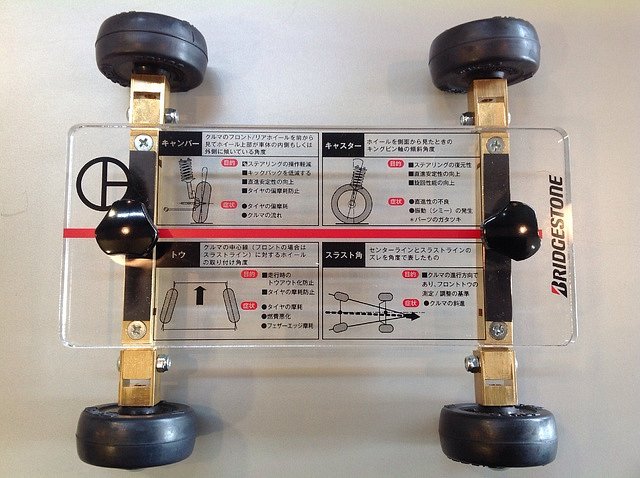 キャンバー
クルマのフロント/リアホイールを前から
見てホイール上部が車体の内側もしくは
外側に傾いている角度
目的
■ステアリングの操作軽減
■キックバックを低減する
■直進安定性の向上
■タイヤの偏摩耗防止
症状
●タイヤの偏摩耗
●クルマの流れ
キャスター
ホイールを側面から見たときの
キングピン軸の傾斜角度
目的
■ステアリングの復元性
■直進安定性の向上
■旋回性能の向上
症状
●直進性の不良
●振動（シミー）の発生
＊パーツのガタツキ
トウ
クルマの中心線（フロントの場合は
スラストライン）に対するホイール
の取り付け角度
目的
■走行時の
トウアウト化防止
■タイヤの摩耗防止
症状
●タイヤの摩耗
●燃費悪化
●フェザーエッジ摩耗
スラスト角
センターラインとスラストラインの
ズレを角度で表したもの
目的
■クルマの進行方向で
あり、フロントトウの
測定/調整の基準
症状
●クルマの斜進
BRIDGESTONE